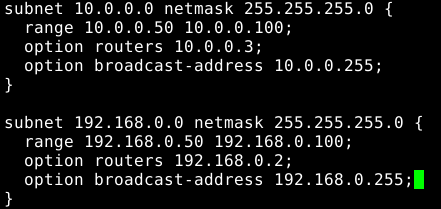 subnet 10.0.0.0 netmask 255.255.255.0 {
  range 10.0.0.50 10.0.0.100;
  option routers 10.0.0.3;
  option broadcast-address 10.0.0.255;
}

subnet 192.168.0.0 netmask 255.255.255.0 {
  range 192.168.0.50 192.168.0.100;
  option routers 192.168.0.2;
  option broadcast-address 192.168.0.255;
}